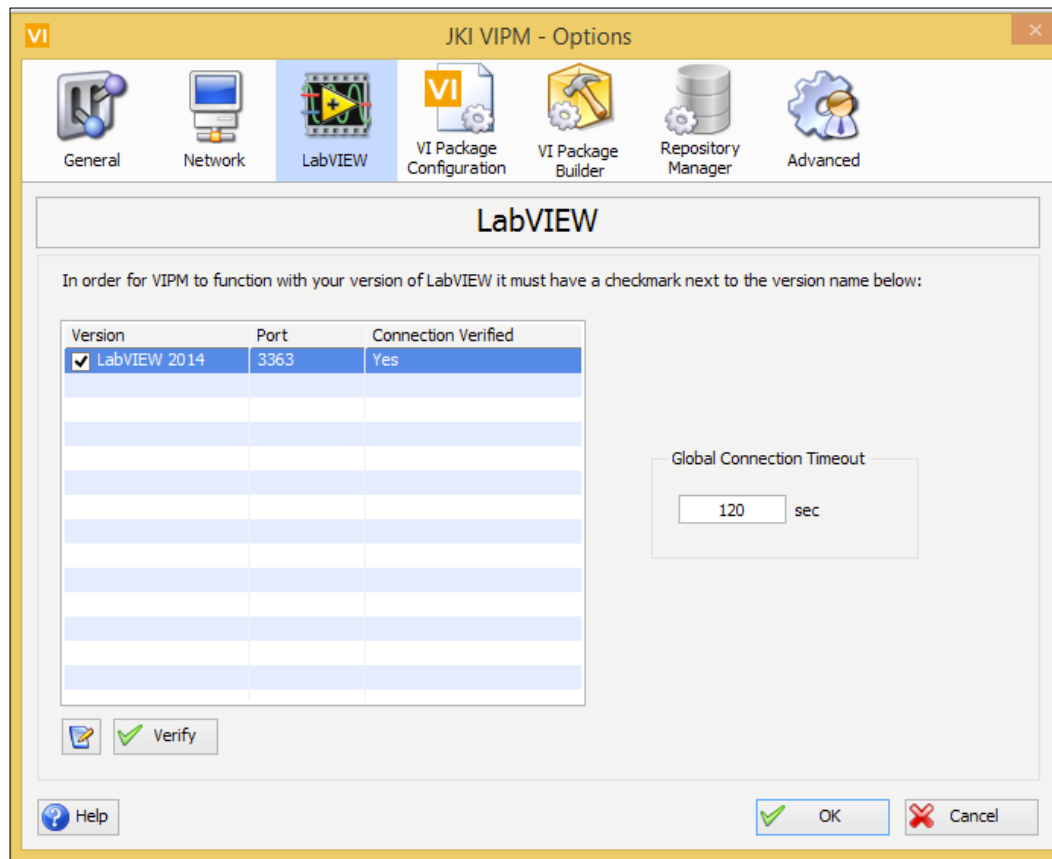 VI
JKI VIPM - Options
General
Network
LabVIEW
VI
VI Package
Configuration
VI Package
Builder
Repository
Manager
Advanced
LabVIEW
In order for VIPM to function with your version of LabVIEW it must have a checkmark next to the version name below:
Version Port Connection Verified
LabVIEW 2014 3363 Yes
Global Connection Timeout
120 sec
Verify
Help
OK
Cancel